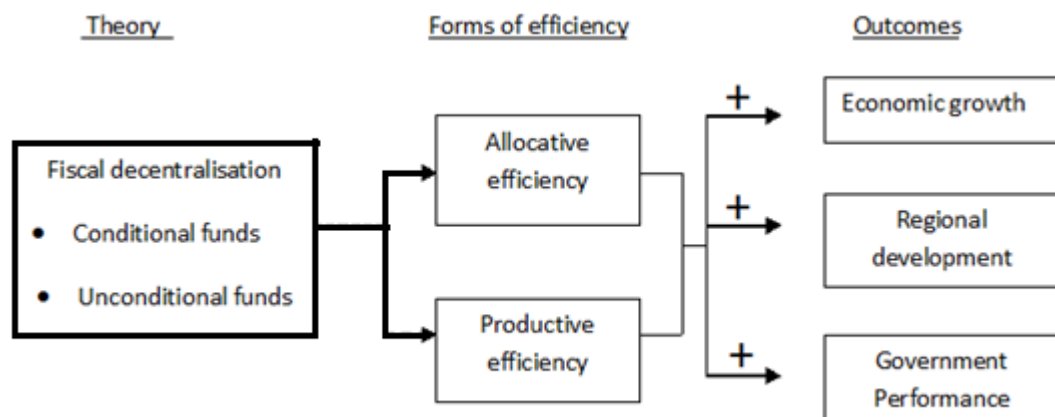 Theory
Forms of efficiency
Outcomes
Fiscal decentralisation
• Conditional funds
• Unconditional funds
Allocative
efficiency
Productive
efficiency
+
Economic growth
+
Regional
development
+
Government
Performance